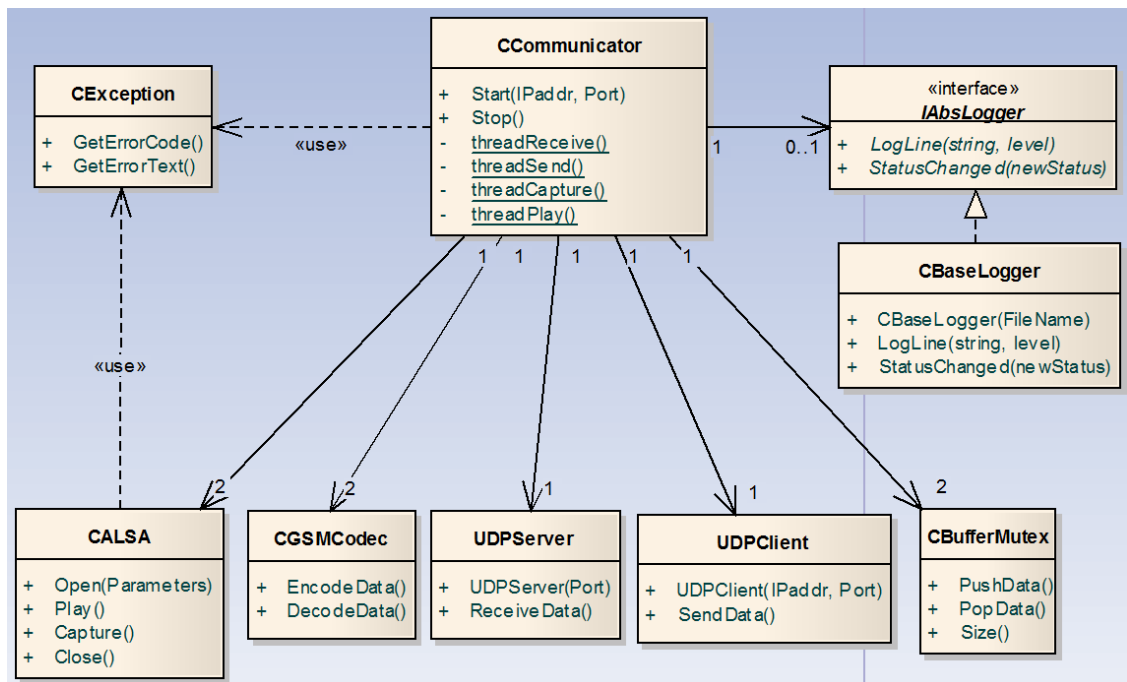 CCommunicator
+ Start(IPaddr, Port)
+ Stop()
- threadReceive()
- threadSend()
- threadCapture()
- threadPlay()
CException
+ GetErrorCode()
+ GetErrorText()
«use»
«interface»
IAbsLogger
+ LogLine(string, level)
+ StatusChanged(newStatus)
1
0..1
CBaseLogger
+ CBaseLogger(FileName)
+ LogLine(string, level)
+ StatusChanged(newStatus)
1
1
1
1
1
«use»
2
2
1
1
2
CALSA
+ Open(Parameters)
+ Play()
+ Capture()
+ Close()
CGSMCodec
+ EncodeData()
+ DecodeData()
UDPServer
+ UDPServer(Port)
+ ReceiveData()
UDPClient
+ UDPClient(IPaddr, Port)
+ SendData()
CBufferMutex
+ PushData()
+ PopData()
+ Size()